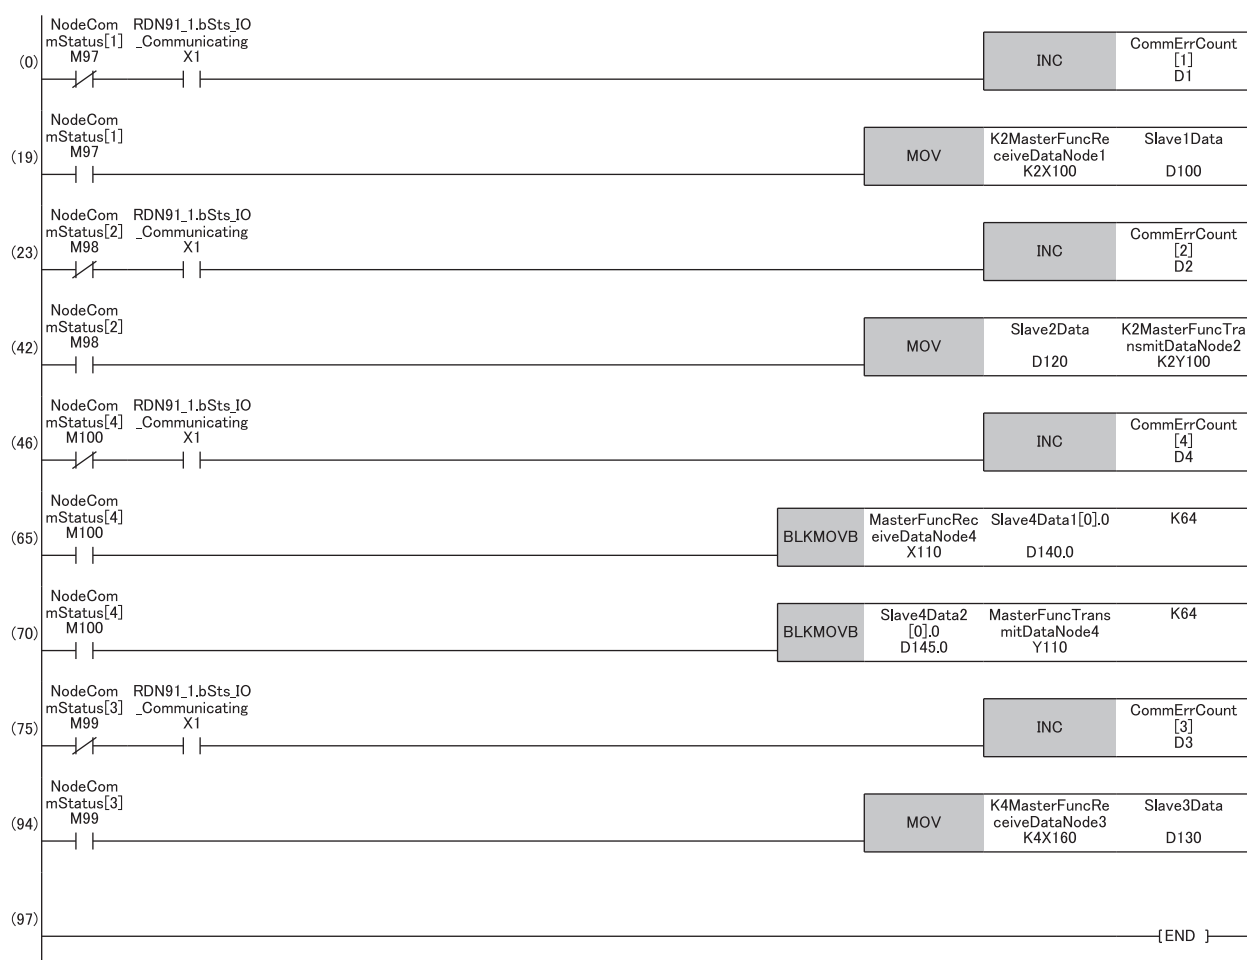 NodeCom RDN91_1.bSts_IO
mStatus[1] _Communicating
(0) M97 X1
INC CommErrCount
[1]
D1
NodeCom
mStatus[1]
(19) M97
MOV K2MasterFuncRe Slave1Data
ceiveDataNode1
K2X100 D100
NodeCom RDN91_1.bSts_IO
mStatus[2] _Communicating
(23) M98 X1
INC CommErrCount
[2]
D2
NodeCom
mStatus[2]
(42) M98
MOV Slave2Data K2MasterFuncTra
nsmitDataNode2
D120 K2Y100
NodeCom RDN91_1.bSts_IO
mStatus[4] _Communicating
(46) M100 X1
INC CommErrCount
[4]
D4
NodeCom
mStatus[4]
(65) M100
BLKMOVB MasterFuncRec Slave4Data1[0].0 K64
eiveDataNode4
X110 D140.0
NodeCom
mStatus[4]
(70) M100
BLKMOVB Slave4Data2 MasterFuncTrans K64
[0].0 mitDataNode4
D145.0 Y110
NodeCom RDN91_1.bSts_IO
mStatus[3] _Communicating
(75) M99 X1
INC CommErrCount
[3]
D3
NodeCom
mStatus[3]
(94) M99
MOV K4MasterFuncRe Slave3Data
ceiveDataNode3
K4X160 D130
(97)
[END ]